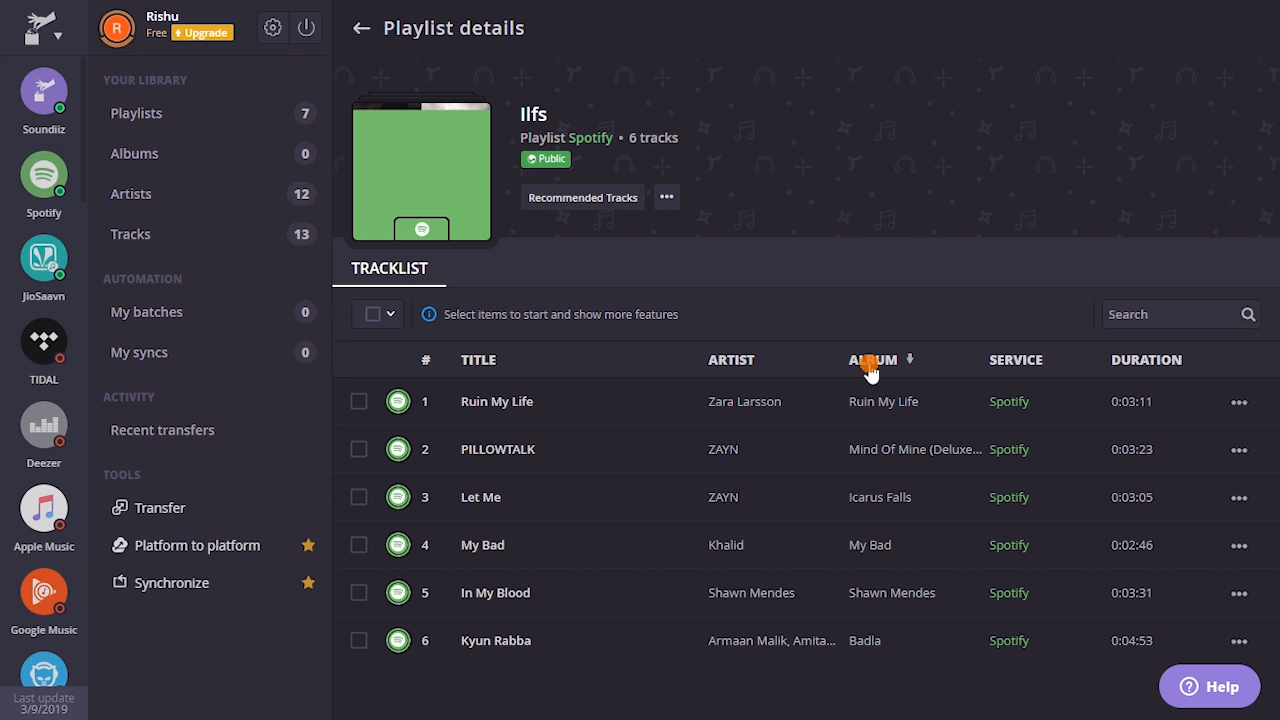 R
Rishu
Free Upgrade
Playlist details
Soundiiz
Spotify
JioSaavn
TIDAL
Deezer
Apple Music
Google Music
Last update
3/9/2019
YOUR LIBRARY
Playlists 7
Albums 0
Artists 12
Tracks 13
AUTOMATION
My batches 0
My syncs 0
ACTIVITY
Recent transfers
TOOLS
Transfer
Platform to platform
Synchronize
llfs
Playlist Spotify • 6 tracks
Public
Recommended Tracks •••
TRACKLIST
Select items to start and show more features
Search
# TITLE ARTIST ALBUM SERVICE DURATION
1 Ruin My Life Zara Larsson Ruin My Life Spotify 0:03:11
2 PILLOWTALK ZAYN Mind Of Mine (Deluxe... Spotify 0:03:23
3 Let Me ZAYN Icarus Falls Spotify 0:03:05
4 My Bad Khalid My Bad Spotify 0:02:46
5 In My Blood Shawn Mendes Shawn Mendes Spotify 0:03:31
6 Kyun Rabba Armaan Malik, Amita... Badla Spotify 0:04:53
Help